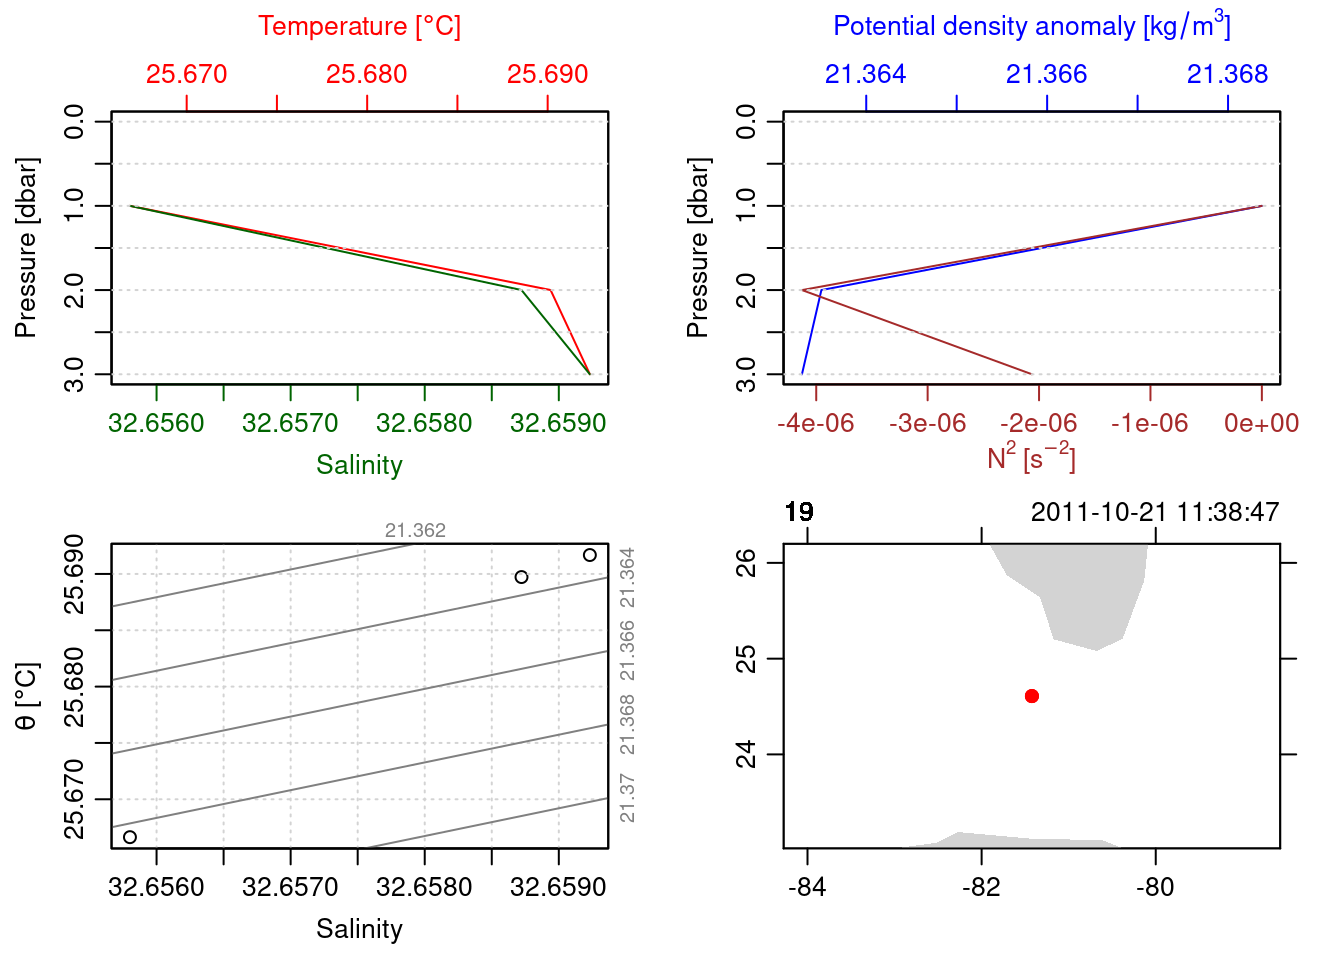 Temperature [°C]
25.670 25.680 25.690
Pressure [dbar]
0.0 1.0 2.0 3.0
32.6560 32.6570 32.6580 32.6590
Salinity
Potential density anomaly [kg/m³]
21.364 21.366 21.368
Pressure [dbar]
0.0 1.0 2.0 3.0
-4e-06 -3e-06 -2e-06 -1e-06 0e+00
N² [s⁻²]
21.362
θ [°C]
25.690 25.680 25.670
21.364 21.366 21.368 21.37
32.6560 32.6570 32.6580 32.6590
Salinity
19 2011-10-21 11:38:47
26 25 24
-84 -82 -80